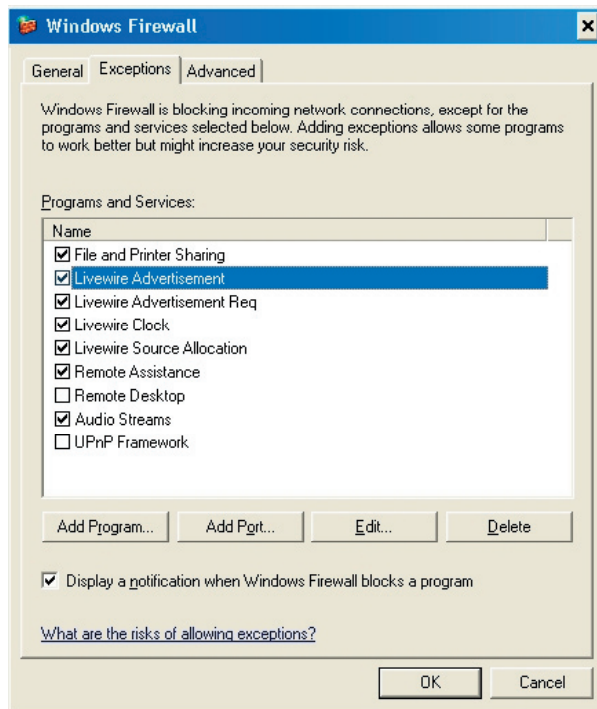 Windows Firewall
General Exceptions Advanced
Windows Firewall is blocking incoming network connections, except for the
programs and services selected below. Adding exceptions allows some programs
to work better but might increase your security risk.
Programs and Services:
Name
File and Printer Sharing
Livewire Advertisement
Livewire Advertisement Req
Livewire Clock
Livewire Source Allocation
Remote Assistance
Remote Desktop
Audio Streams
UPnP Framework
Add Program... Add Port... Edit... Delete
Display a notification when Windows Firewall blocks a program
What are the risks of allowing exceptions?
OK Cancel